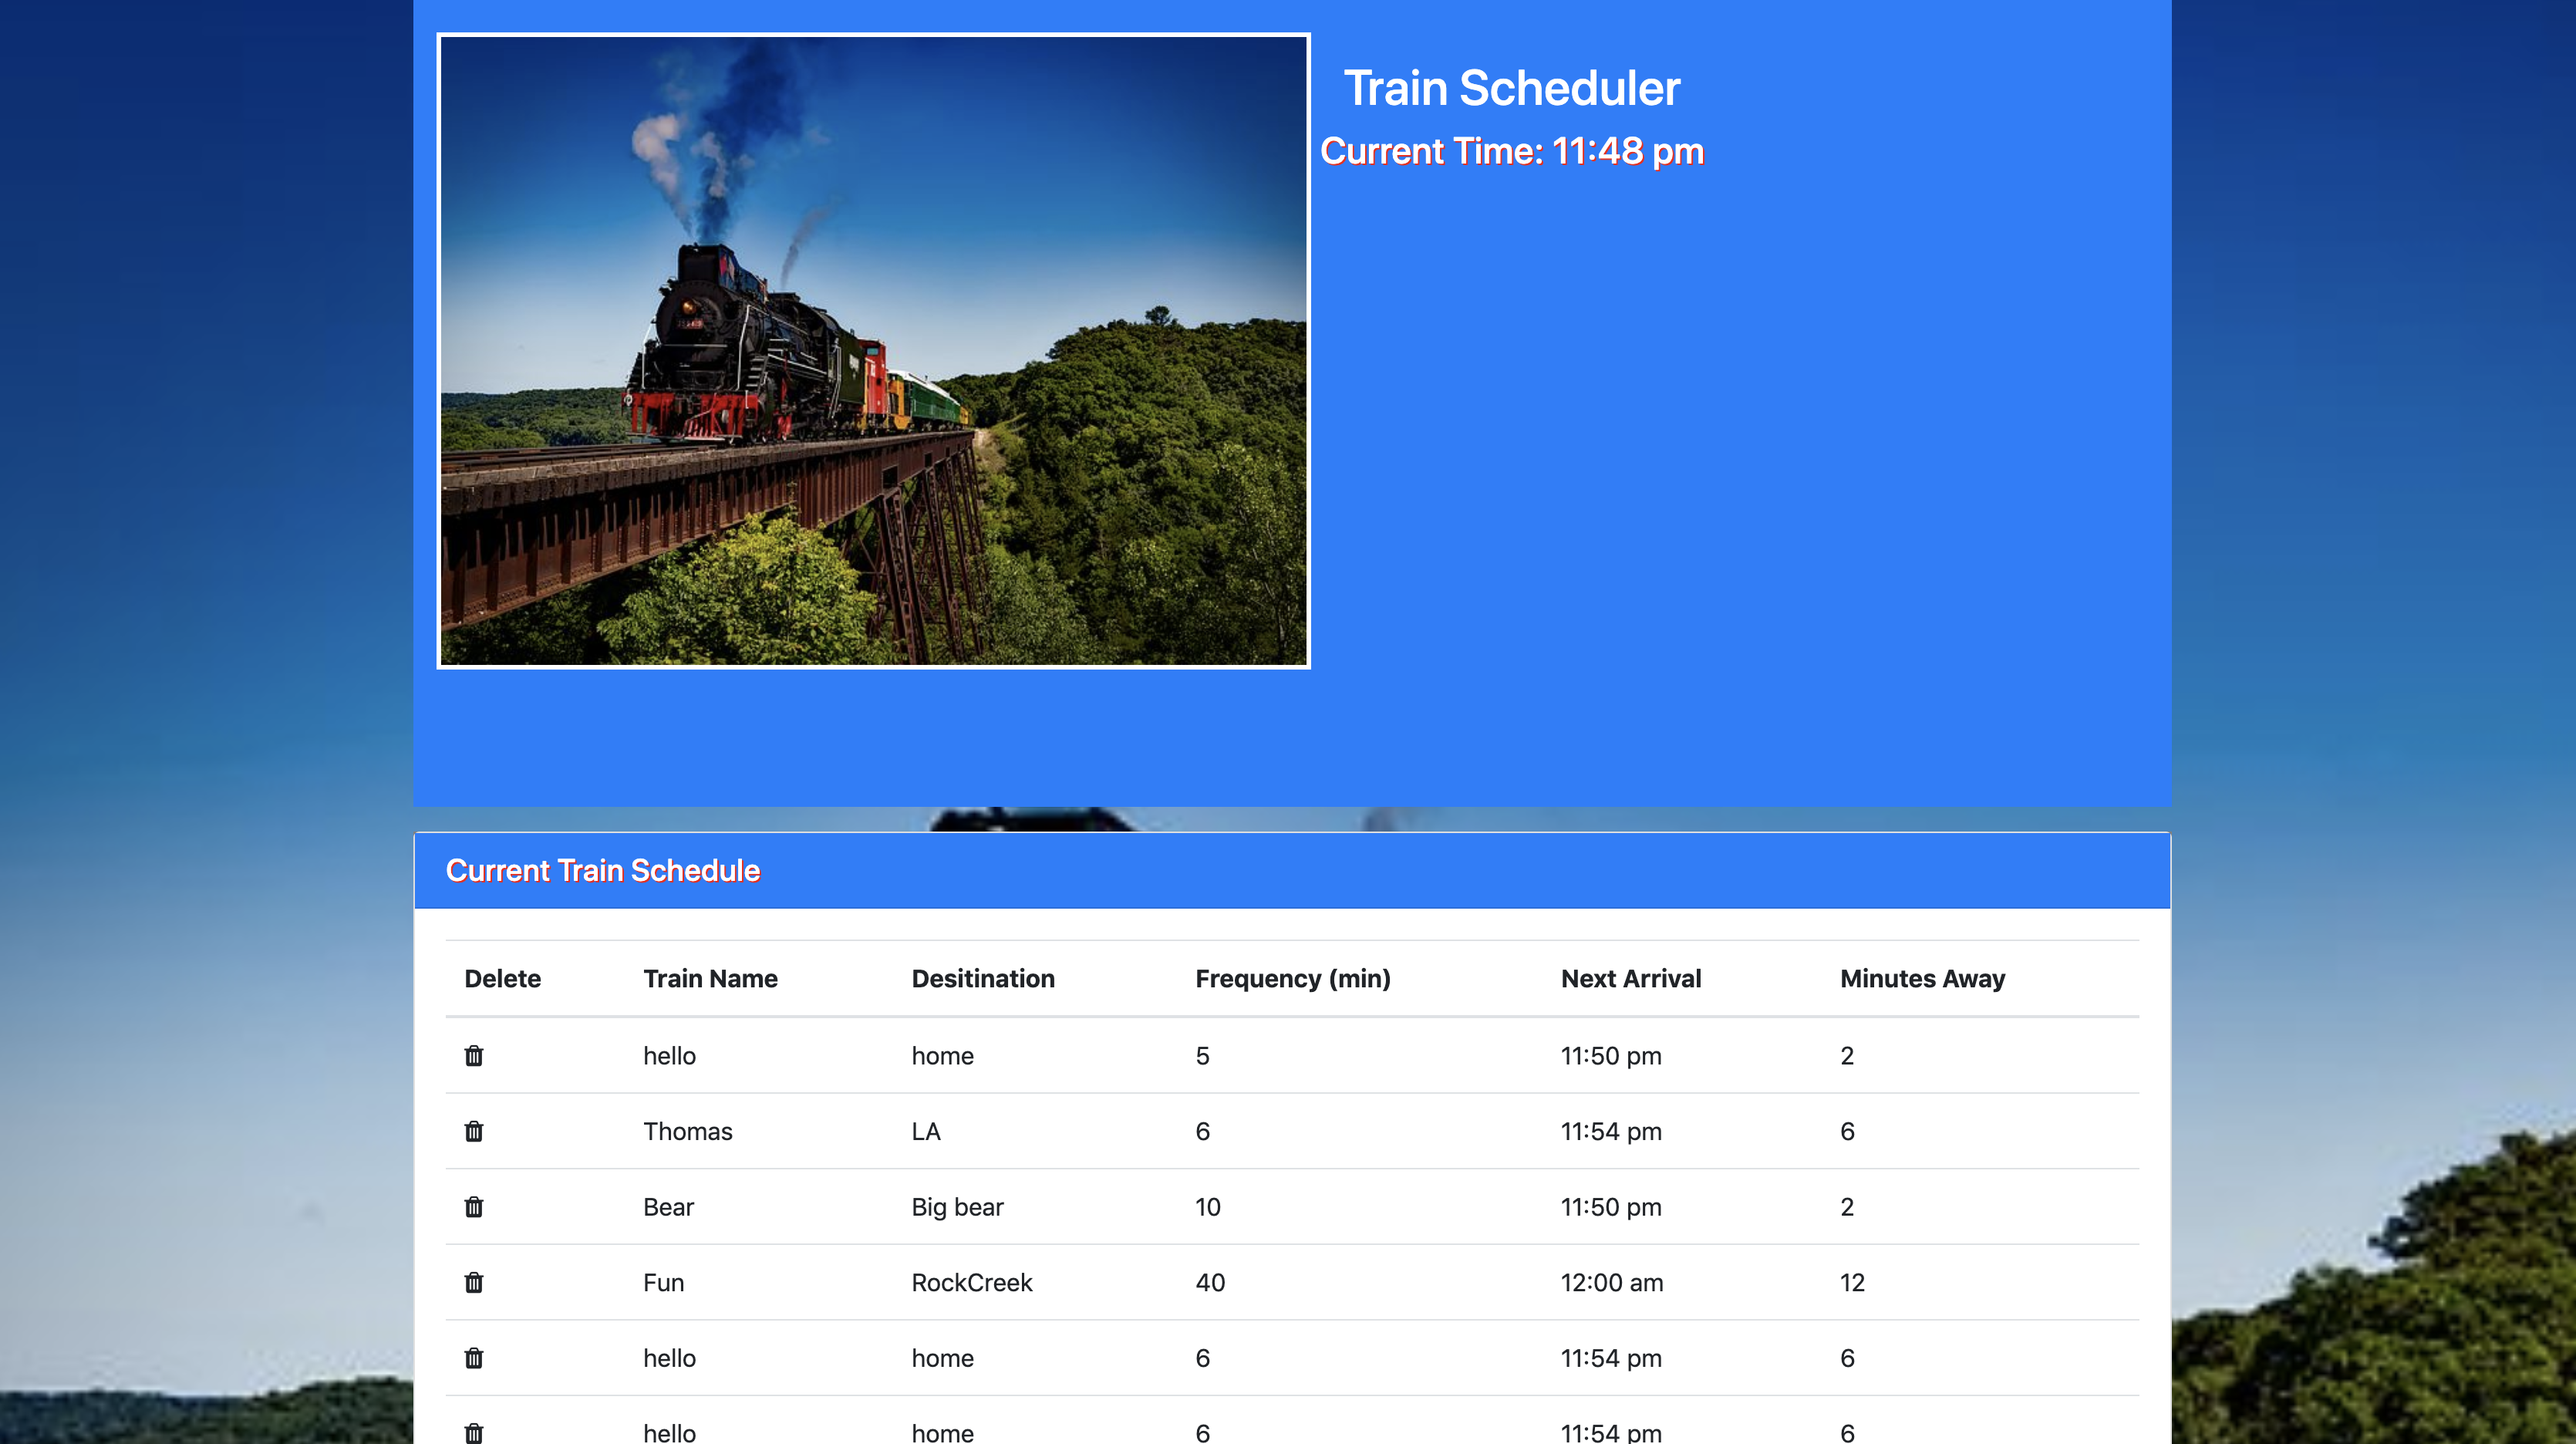 Train Scheduler
Current Time: 11:48 pm
Current Train Schedule
Delete Train Name Desitination Frequency (min) Next Arrival Minutes Away
hello home 5 11:50 pm 2
Thomas LA 6 11:54 pm 6
Bear Big bear 10 11:50 pm 2
Fun RockCreek 40 12:00 am 12
hello home 6 11:54 pm 6
hello home 6 11:54 pm 6